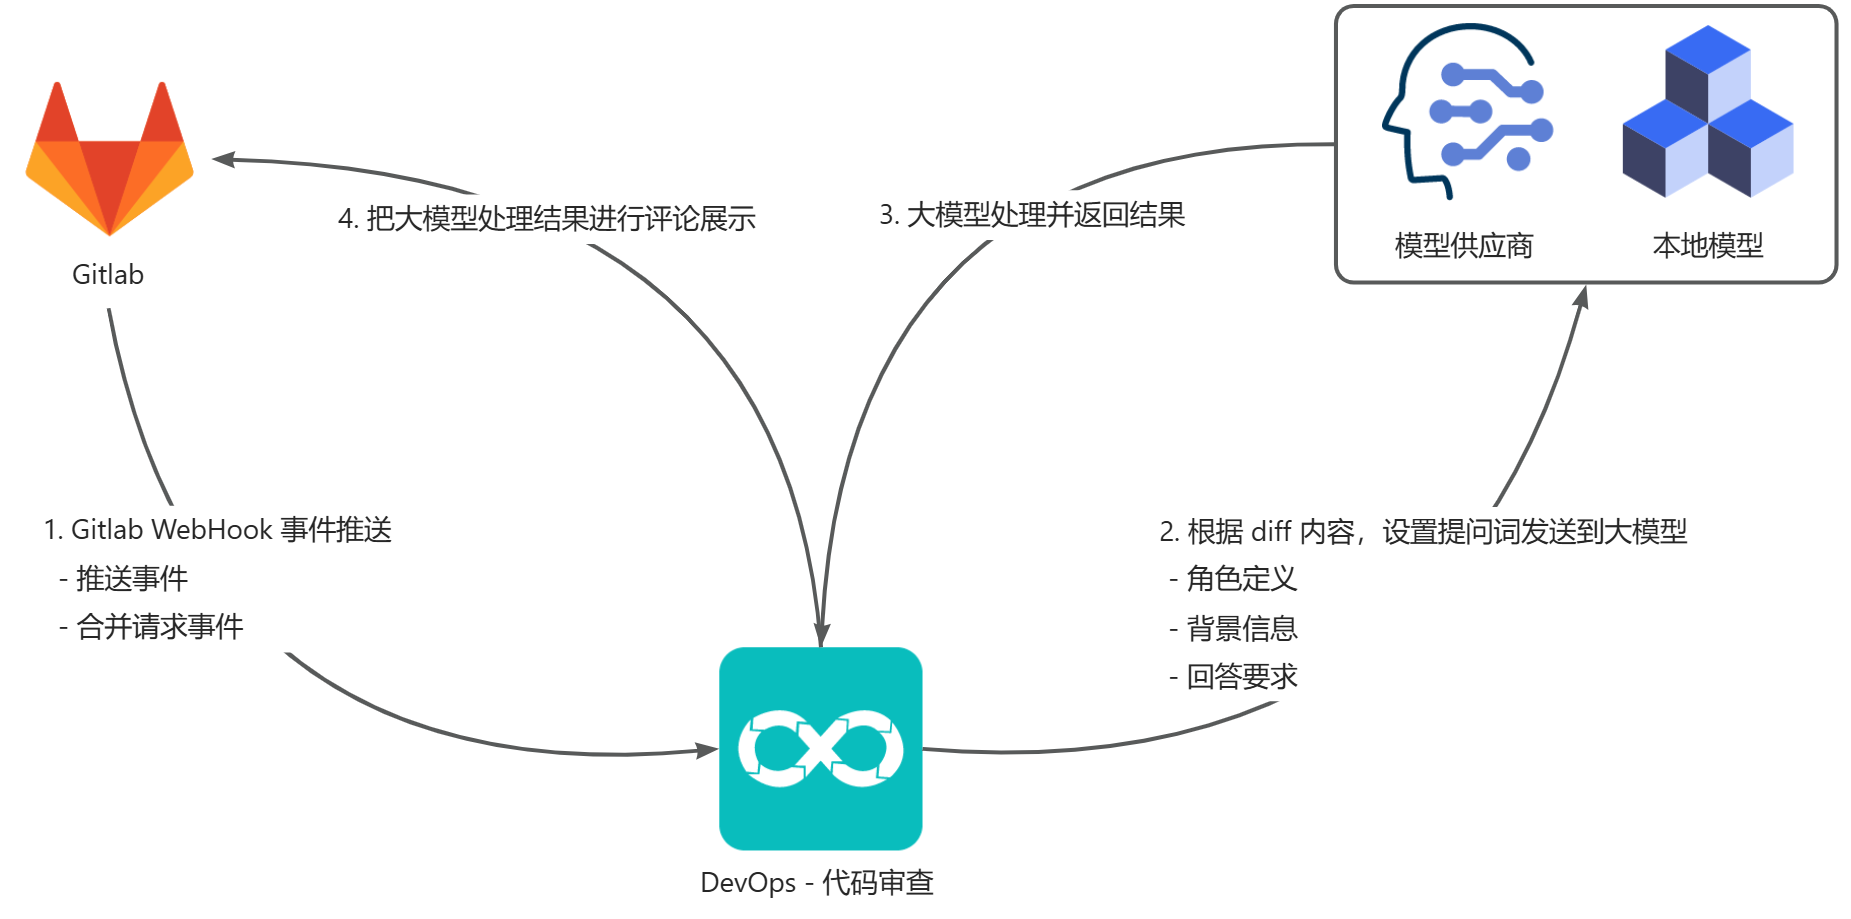 Gitlab
4. 把大模型处理结果进行评论展示
3. 大模型处理并返回结果
模型供应商
本地模型
1. Gitlab WebHook 事件推送
- 推送事件
- 合并请求事件
2. 根据 diff 内容，设置提问词发送到大模型
- 角色定义
- 背景信息
- 回答要求
DevOps - 代码审查